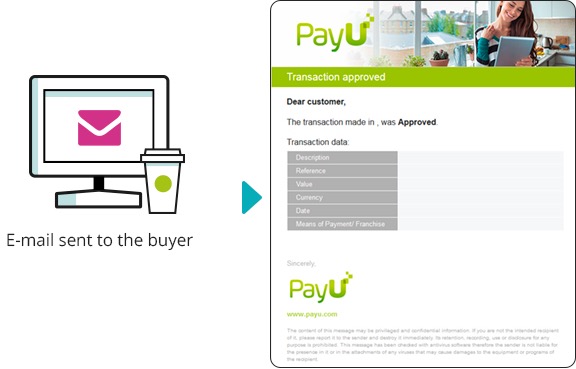 PayU
Transaction approved
Dear customer,
The transaction made in , was Approved.
Transaction data:
Description
Reference
Value
Currency
Date
Means of Payment/ Franchise
Sincerely,
PayU
www.payu.com
The content of this message may be privileged and confidential information. If you are not the intended recipient
of it, please report it to the sender and destroy it immediately. Its retention, recycling, use or disclosure for any
purpose is prohibited. This message has been checked with antivirus software therefore the sender is not liable for
the presence in it or in the attachments of any viruses that may cause damages to the equipment or programs of
the recipient.
E-mail sent to the buyer